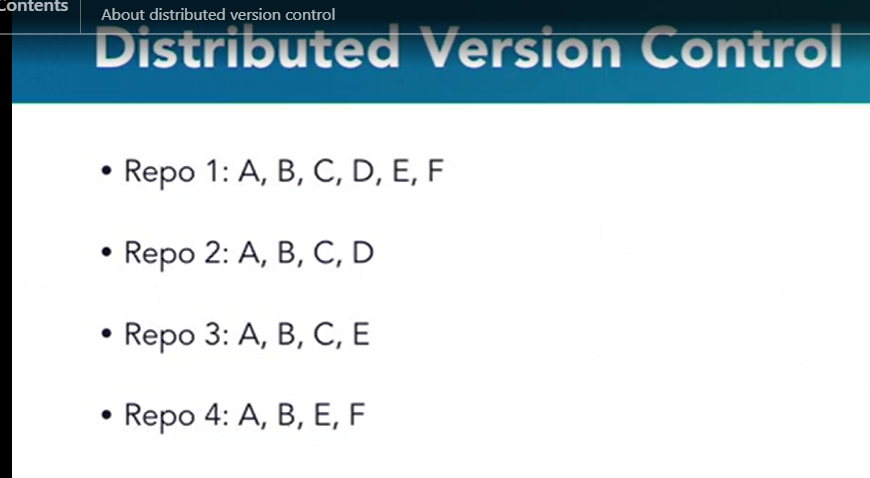 Contents
About distributed version control
Distributed Version Control
• Repo 1: A, B, C, D, E, F
• Repo 2: A, B, C, D
• Repo 3: A, B, C, E
• Repo 4: A, B, E, F